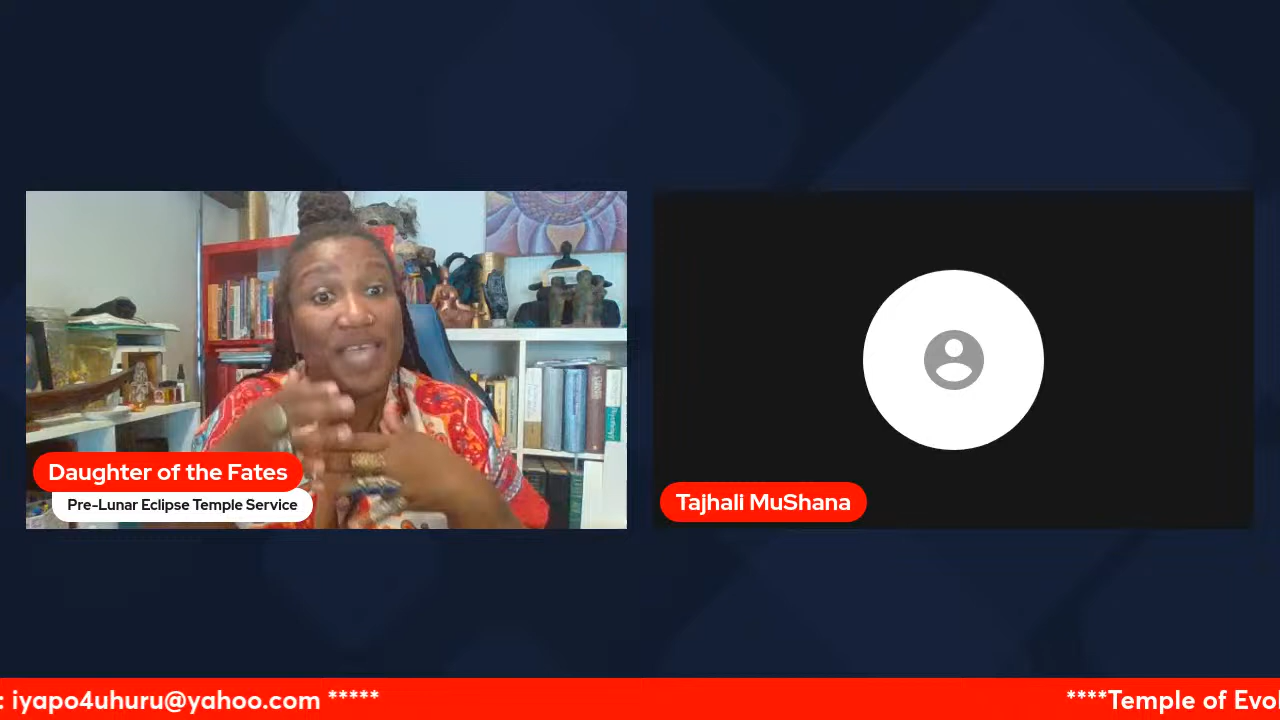 Daughter of the Fates
Pre-Lunar Eclipse Temple Service
Tajhali MuShana
: iyapo4uhuru@yahoo.com ***** ****Temple of Evol